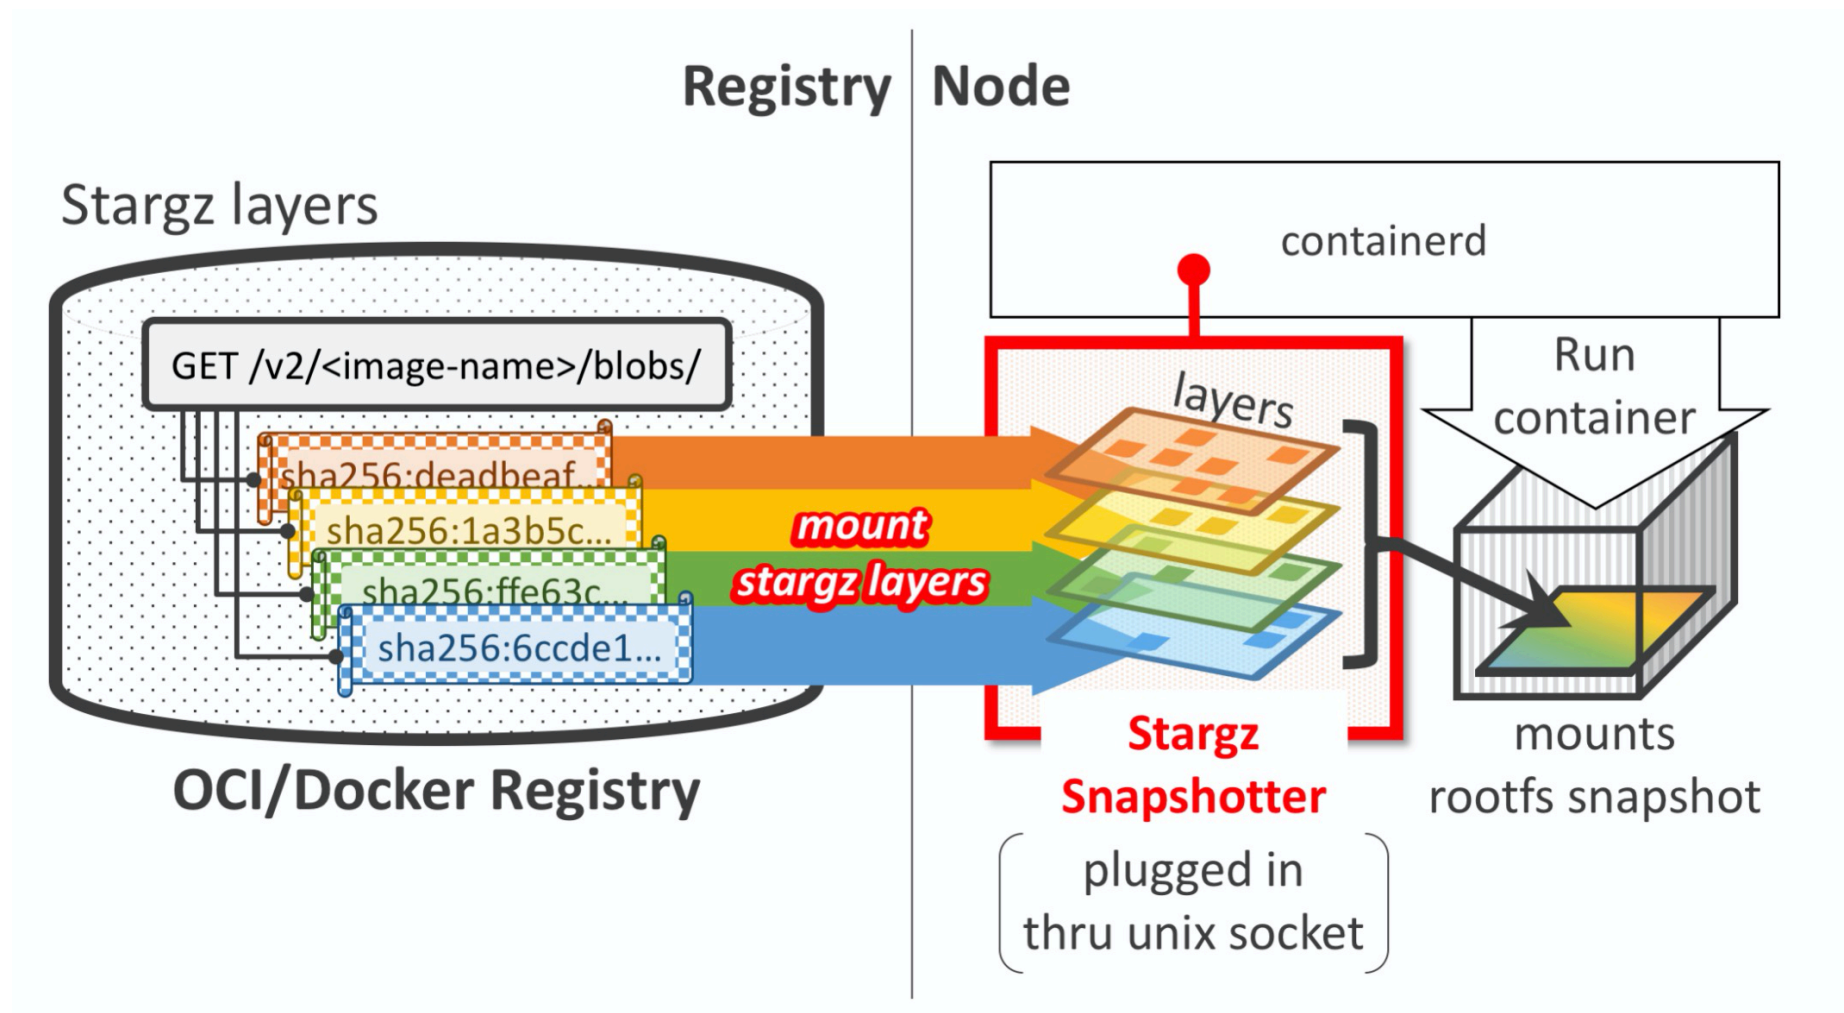 Registry
Node
Stargz layers
GET /v2/<image-name>/blobs/
sha256:deadbeaf...
sha256:1a3b5c...
sha256:ffe63c...
sha256:6ccde1...
OCI/Docker Registry
mount
stargz layers
containerd
layers
Run
container
Stargz
Snapshotter
plugged in
thru unix socket
mounts
rootfs snapshot